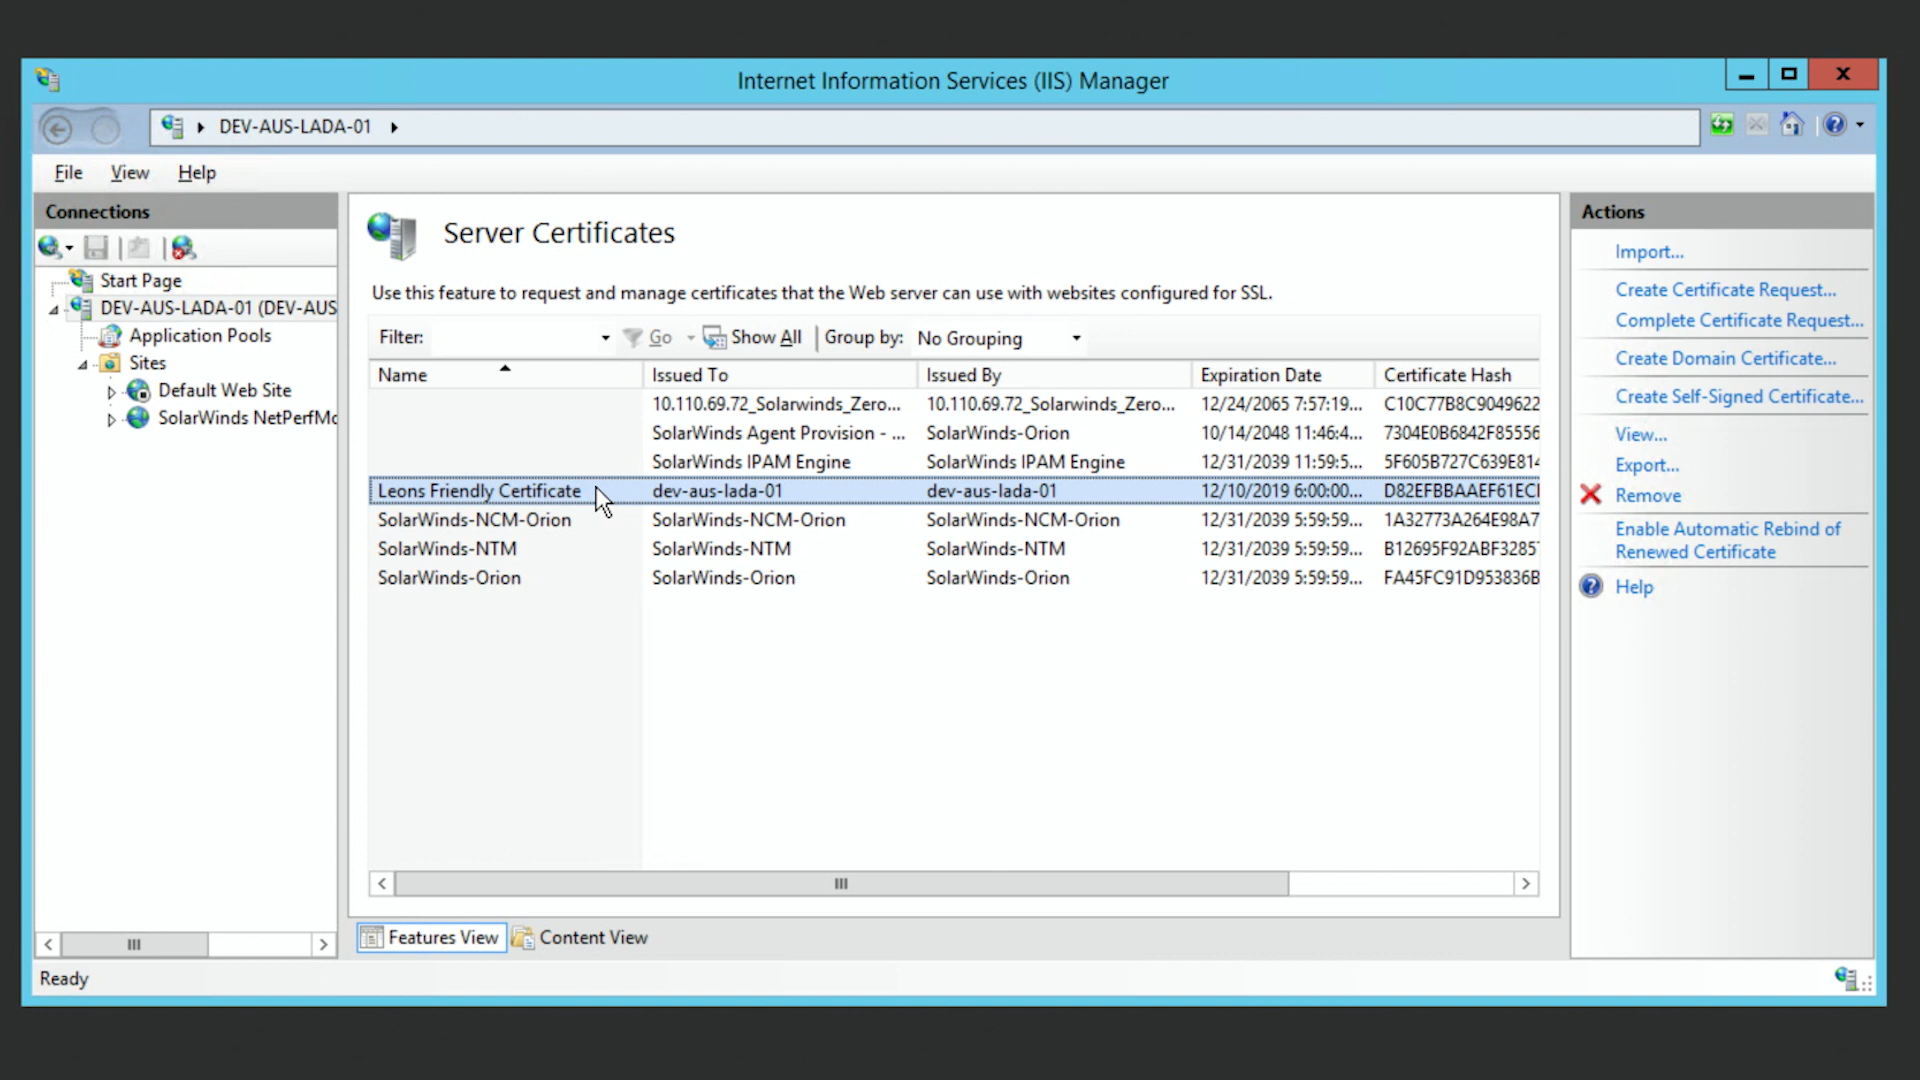 Internet Information Services (IIS) Manager
DEV-AUS-LADA-01
File View Help
Connections
Start Page
DEV-AUS-LADA-01 (DEV-AUS
Application Pools
Sites
Default Web Site
SolarWinds NetPerfMo
Server Certificates
Use this feature to request and manage certificates that the Web server can use with websites configured for SSL.
Filter: Go Show All Group by: No Grouping
Name Issued To Issued By Expiration Date Certificate Hash
10.110.69.72_Solarwinds_Zero... 10.110.69.72_Solarwinds_Zero... 12/24/2065 7:57:19... C10C77B8C9049622
SolarWinds Agent Provision - ... SolarWinds-Orion 10/14/2048 11:46:4... 7304E0B6842F85556
SolarWinds IPAM Engine SolarWinds IPAM Engine 12/31/2039 11:59:5... 5F605B727C639E814
Leons Friendly Certificate dev-aus-lada-01 dev-aus-lada-01 12/10/2019 6:00:00... D82EFBBAAEF61EC
SolarWinds-NCM-Orion SolarWinds-NCM-Orion SolarWinds-NCM-Orion 12/31/2039 5:59:59... 1A32773A264E98A7
SolarWinds-NTM SolarWinds-NTM SolarWinds-NTM 12/31/2039 5:59:59... B12695F92ABF3285
SolarWinds-Orion SolarWinds-Orion SolarWinds-Orion 12/31/2039 5:59:59... FA45FC91D953836B
Features View Content View
Ready
Actions
Import...
Create Certificate Request...
Complete Certificate Request...
Create Domain Certificate...
Create Self-Signed Certificate...
View...
Export...
Remove
Enable Automatic Rebind of
Renewed Certificate
Help